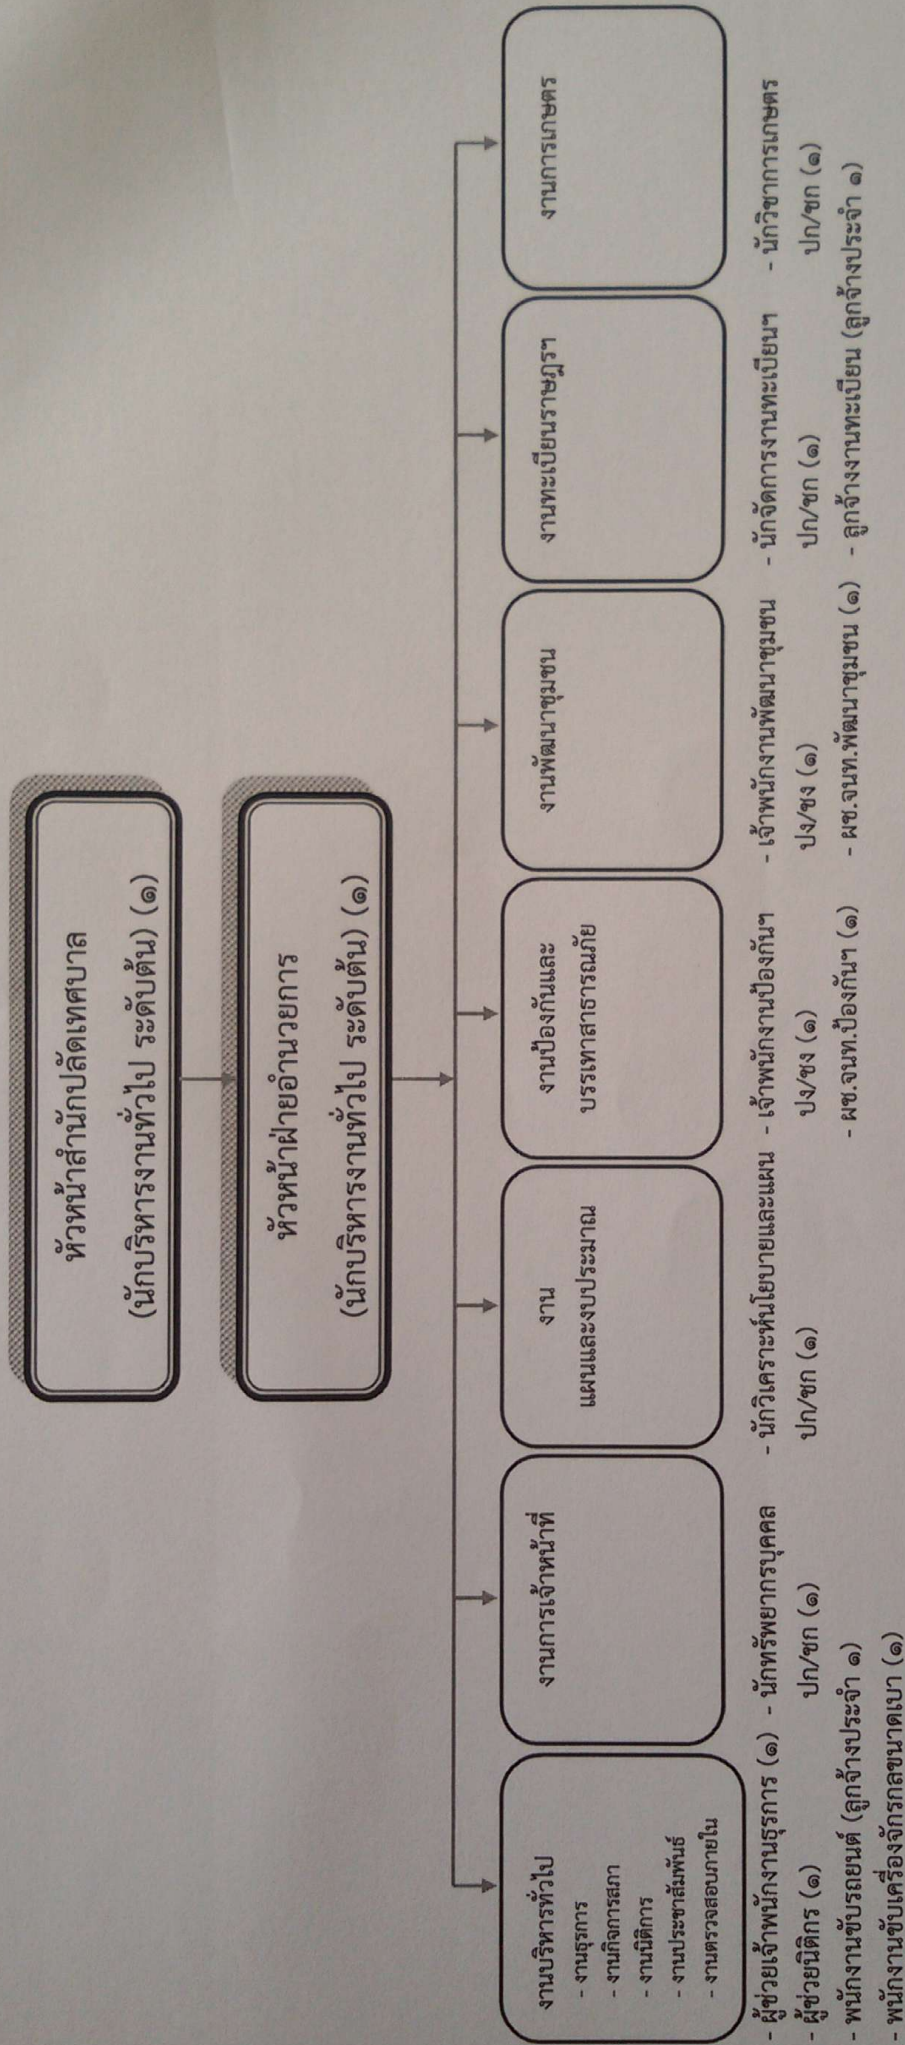 หัวหน้าสำนักปลัดเทศบาล
(นักบริหารงานทั่วไป ระดับต้น) (๑)
หัวหน้าฝ่ายอำนวยการ
(นักบริหารงานทั่วไป ระดับต้น) (๑)
งานบริหารทั่วไป
- งานธุรการ
- งานกิจการสภา
- งานนิติการ
- งานประชาสัมพันธ์
- งานตรวจสอบภายใน
งานการเจ้าหน้าที่
งาน
แผนและงบประมาณ
งานป้องกันและ
บรรเทาสาธารณภัย
งานพัฒนาชุมชน
งานทะเบียนราษฎรฯ
งานการเกษตร
- ผู้ช่วยเจ้าพนักงานธุรการ (๑)
- ผู้ช่วยนิติกร (๑)
- พนักงานขับรถยนต์ (ลูกจ้างประจำ ๑)
- พนักงานขับเครื่องจักรกลขนาดเบา (๑)
- นักทรัพยากรบุคคล
ปก/ชก (๑)
- นักวิเคราะห์นโยบายและแผน
ปก/ชก (๑)
- เจ้าพนักงานป้องกันฯ
ปง/ชง (๑)
- ผช.จนท.ป้องกันฯ (๑)
- เจ้าพนักงานพัฒนาชุมชน
ปง/ชง (๑)
- ผช.จนท.พัฒนาชุมชน (๑)
- นักจัดการงานทะเบียนฯ
ปก/ชก (๑)
- ลูกจ้างงานทะเบียน (ลูกจ้างประจำ ๑)
- นักวิชาการเกษตร
ปก/ชก (๑)